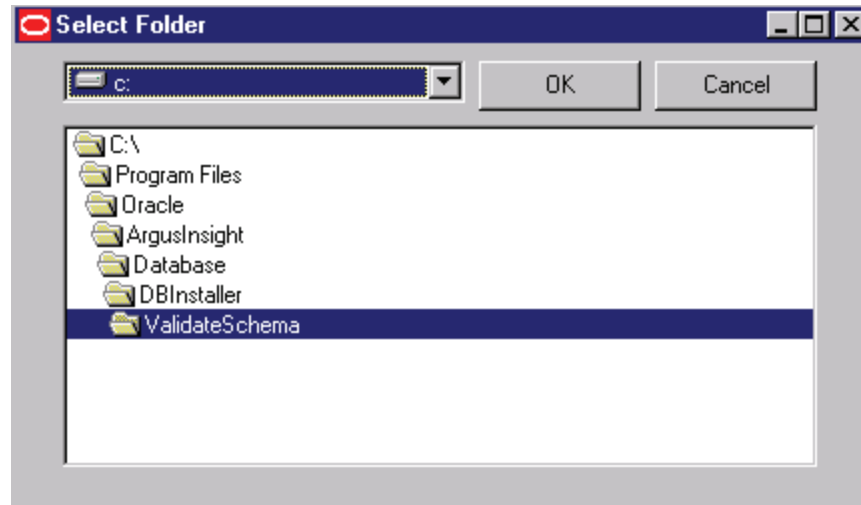 Select Folder
c:
OK
Cancel
C:\
Program Files
Oracle
ArgusInsight
Database
DBInstaller
ValidateSchema